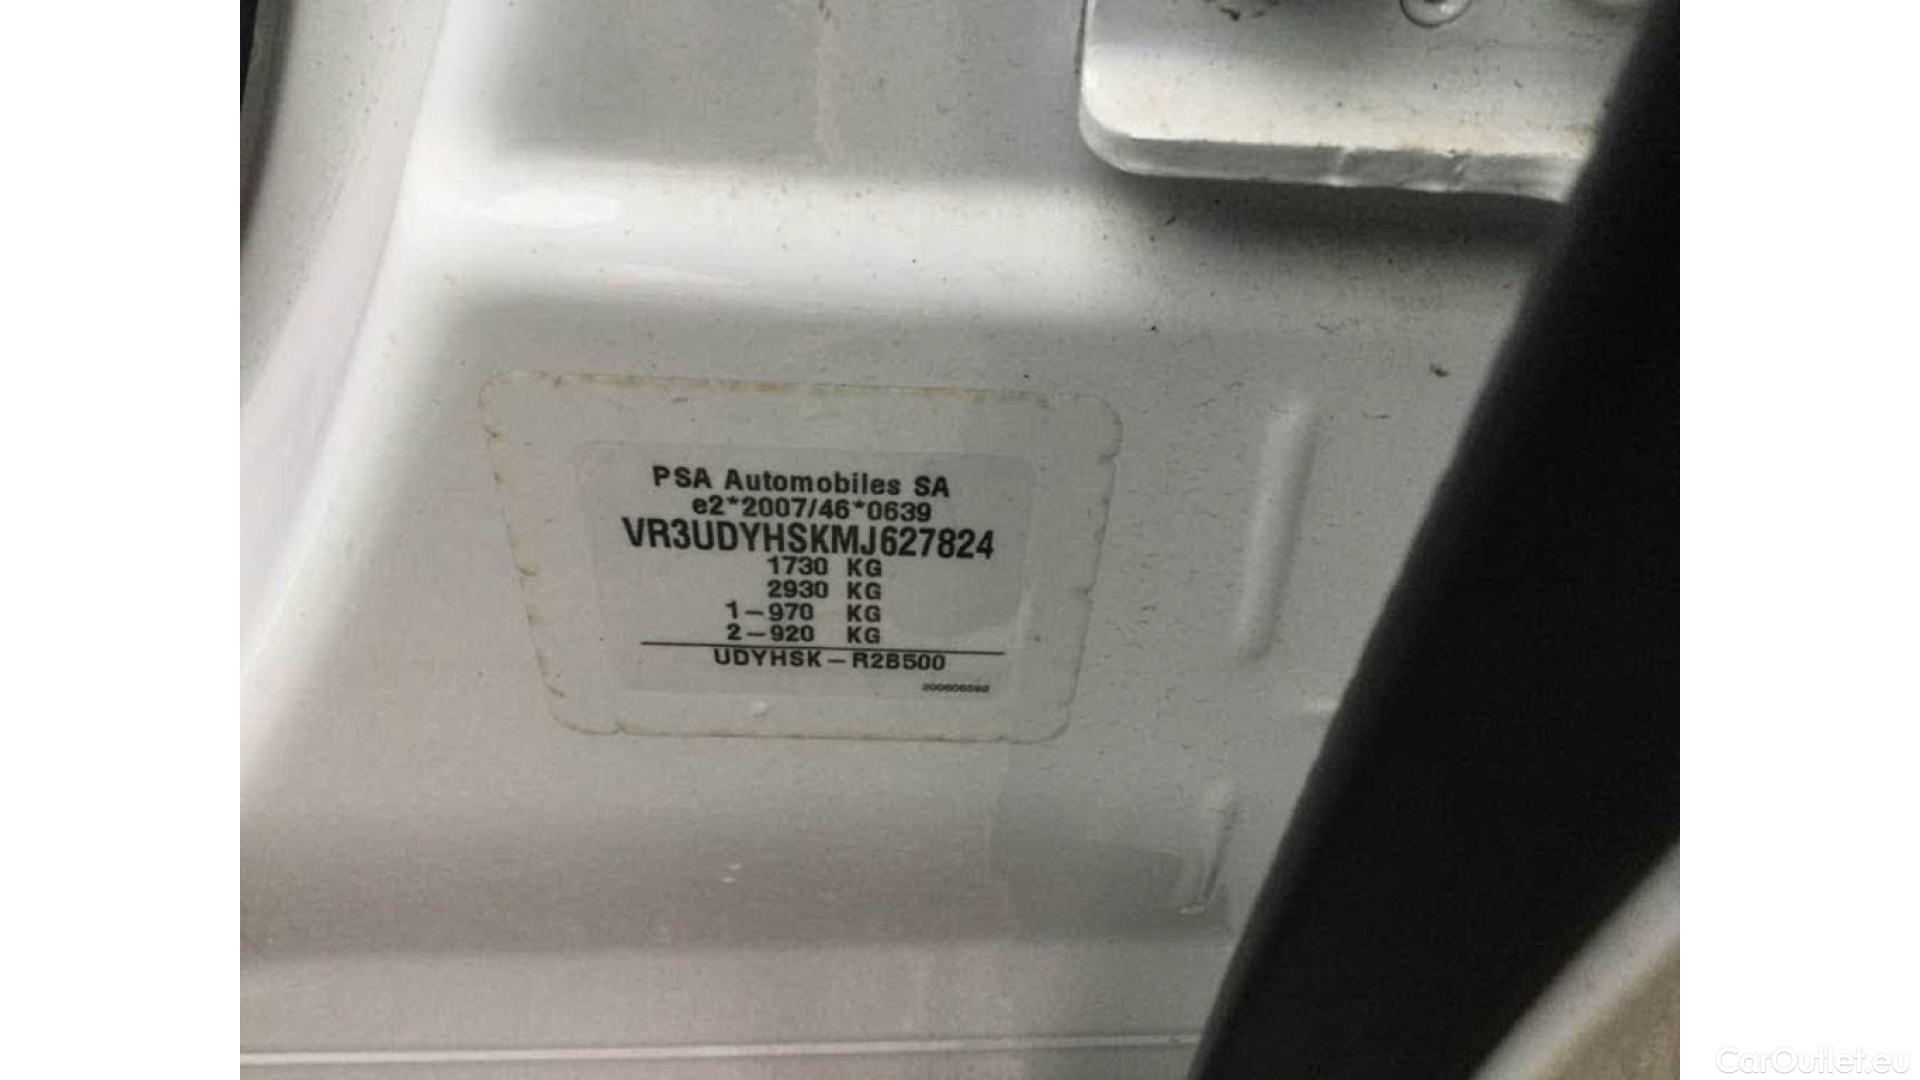 PSA Automobiles SA
e2*2007/46*0639
VR3UDYHSKMJ627824
1730 KG
2930 KG
1-970 KG
2-920 KG
UDYHSK-R2B500
200606592
CarOutlet.eu